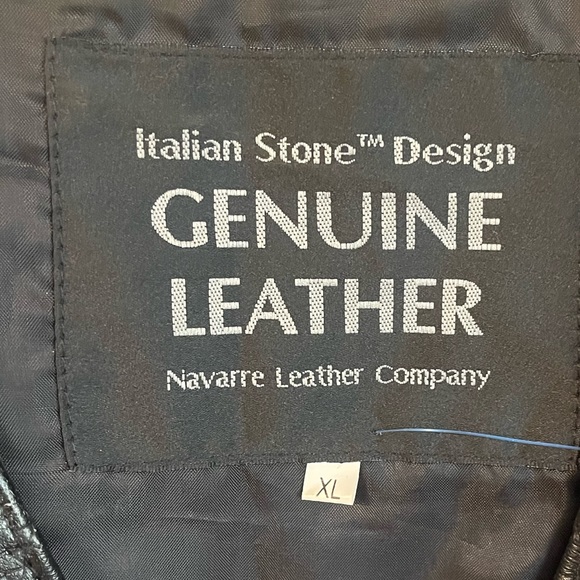 Italian Stone™ Design
GENUINE
LEATHER
Navarre Leather Company
XL